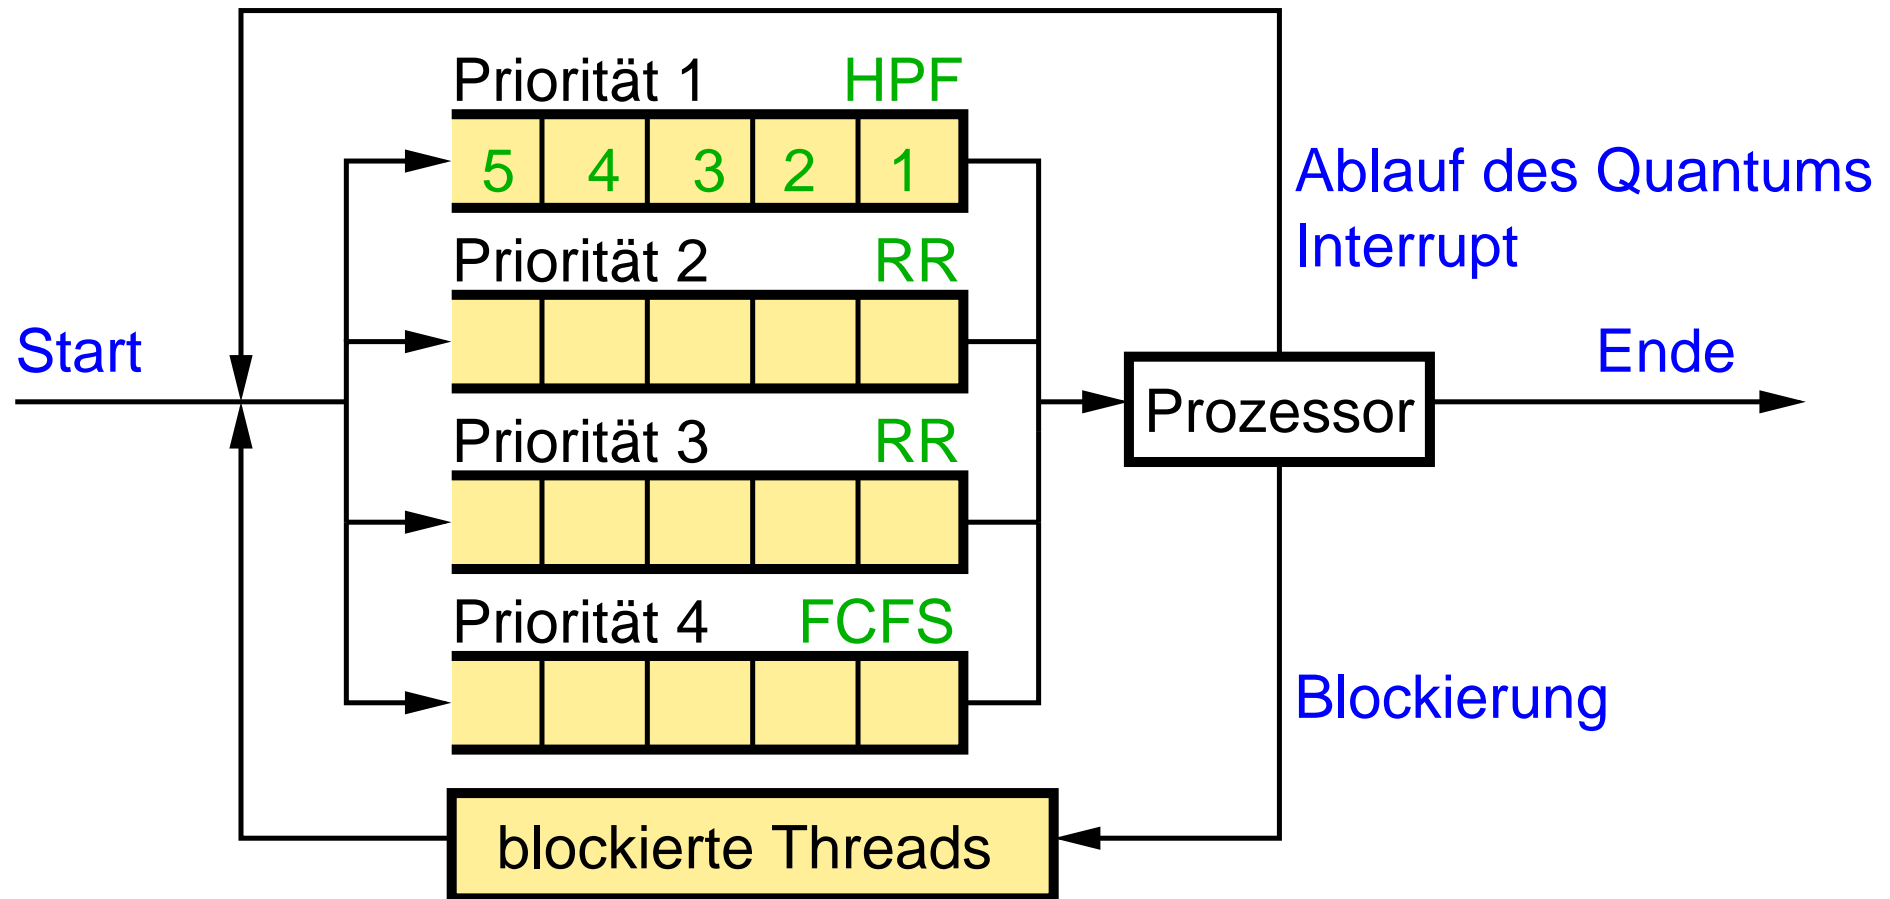 Priorität 1 HPF
5 4 3 2 1
Ablauf des Quantums
Interrupt
Priorität 2 RR
Start
Ende
Prozessor
Priorität 3 RR
Priorität 4 FCFS
Blockierung
blockierte Threads